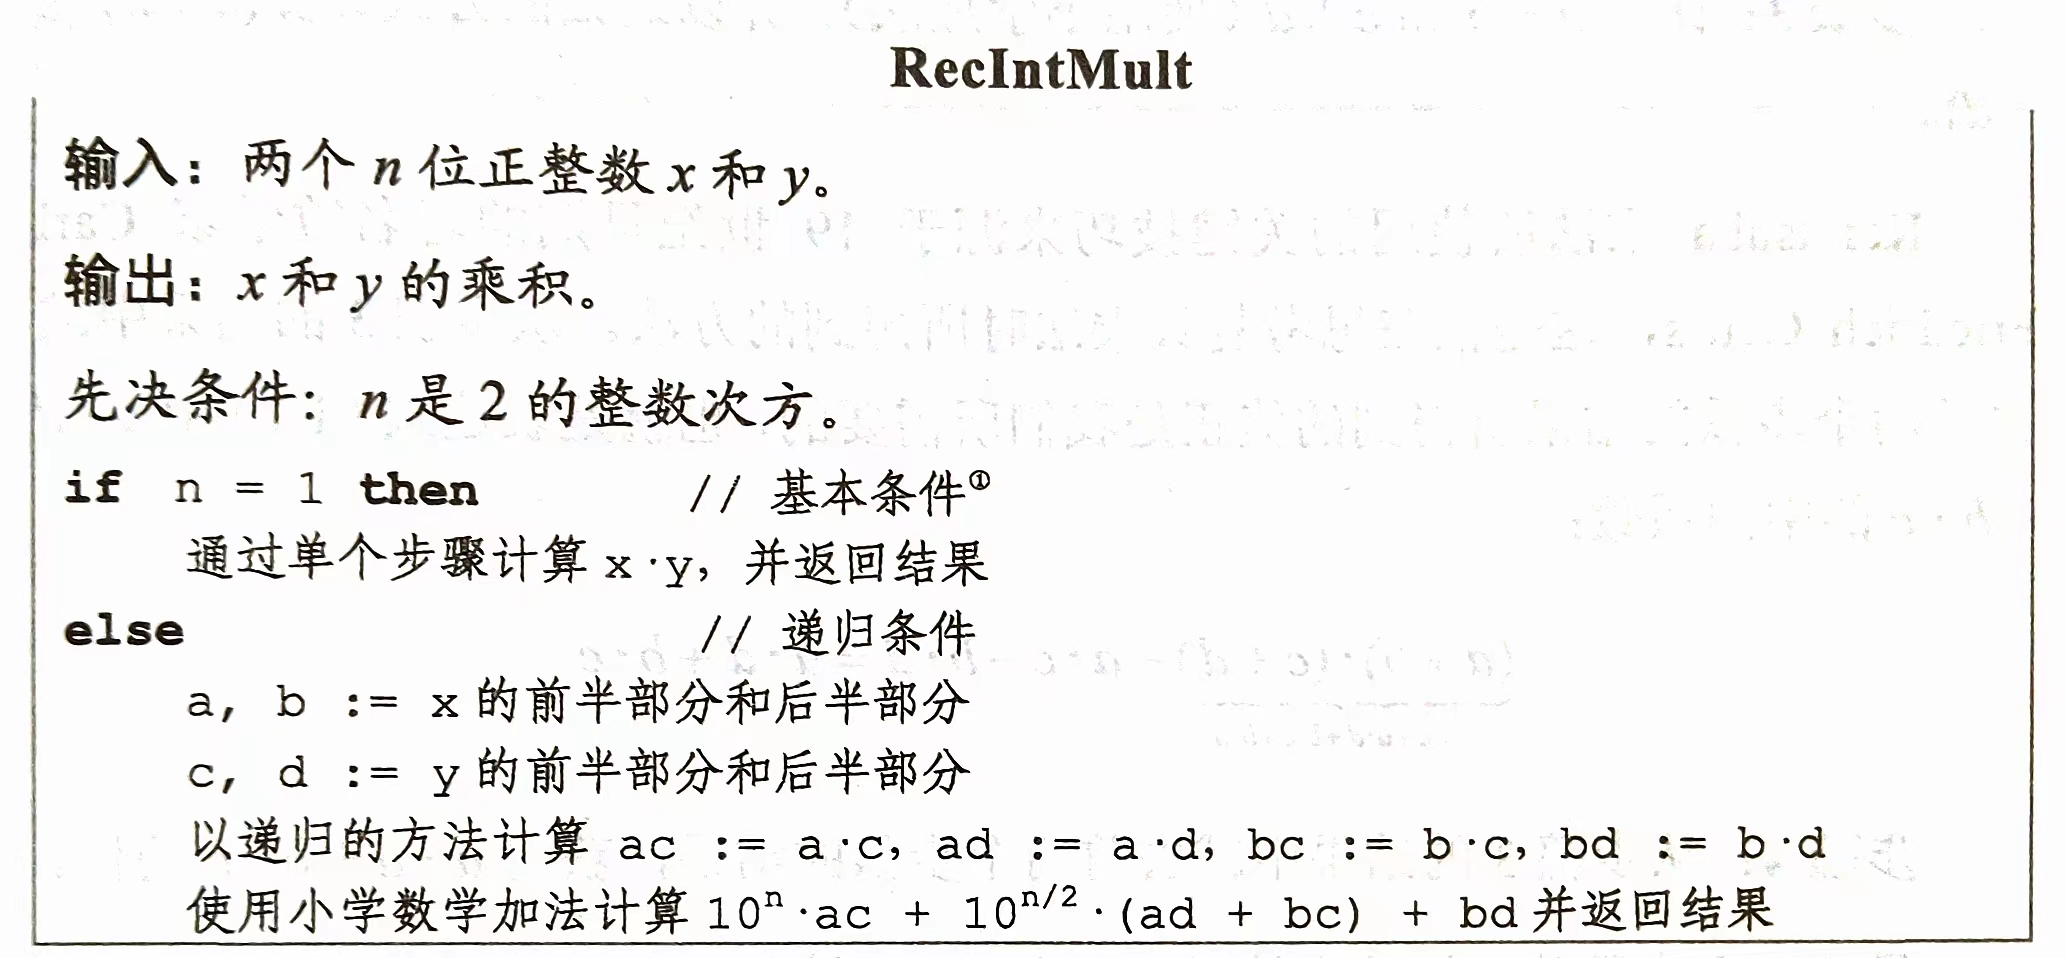 RecIntMult
输入：两个 n 位正整数 x 和 y。
输出：x 和 y 的乘积。
先决条件：n 是 2 的整数次方。
if n = 1 then // 基本条件①
通过单个步骤计算 x·y，并返回结果
else // 递归条件
a, b := x 的前半部分和后半部分
c, d := y 的前半部分和后半部分
以递归的方法计算 ac := a·c，ad := a·d，bc := b·c，bd := b·d
使用小学数学加法计算 10ⁿ·ac + 10ⁿ/²·(ad + bc) + bd 并返回结果